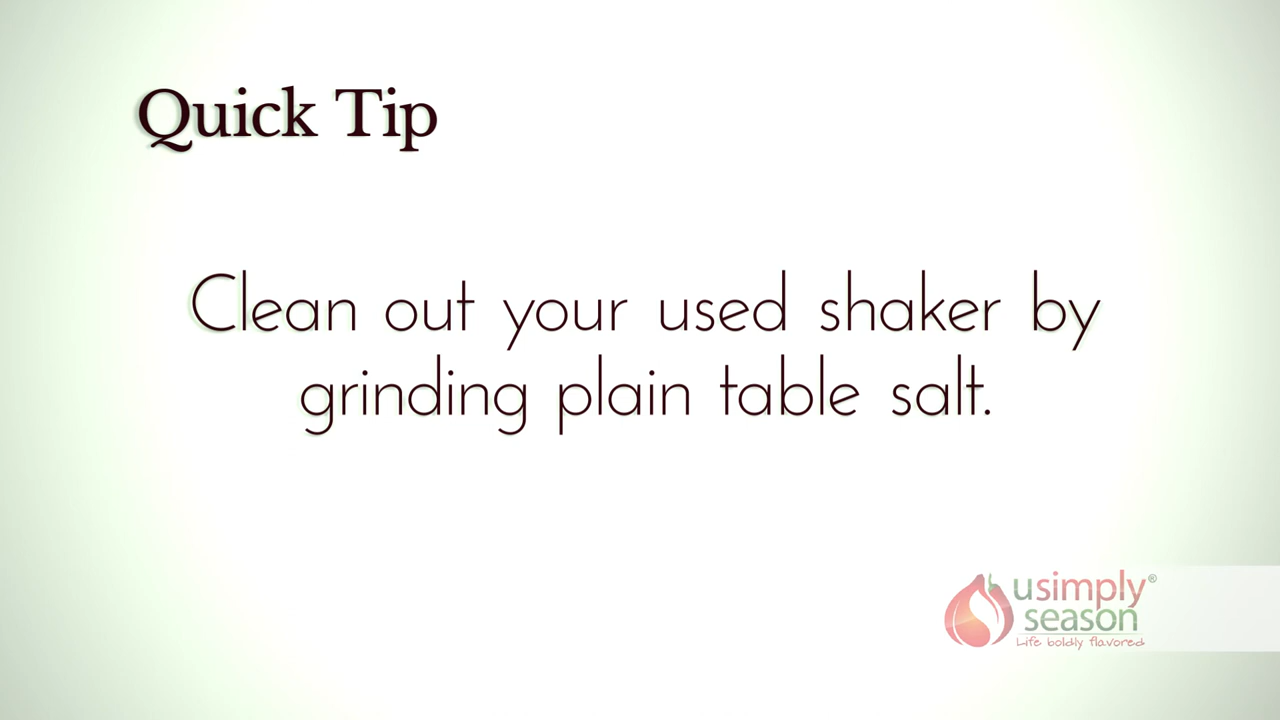 Quick Tip
Clean out your used shaker by
grinding plain table salt.
usimply®
season
Life boldly flavored